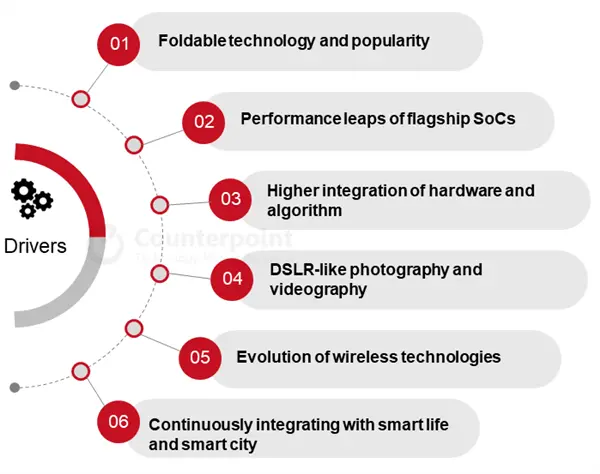 01
Foldable technology and popularity
02
Performance leaps of flagship SoCs
03
Higher integration of hardware and
algorithm
Drivers
Counterpoint
04
DSLR-like photography and
videography
05
Evolution of wireless technologies
06
Continuously integrating with smart life
and smart city